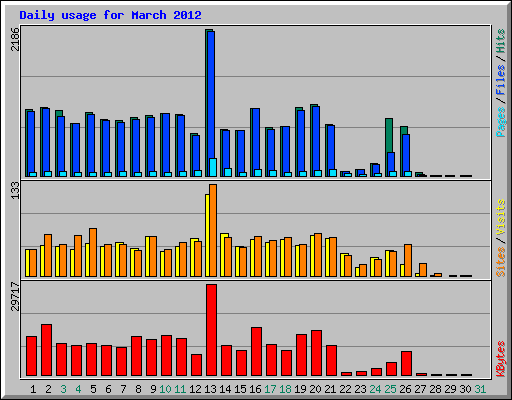 Daily usage for March 2012
2186
Pages / Files / Hits
133
Sites / Visits
29717
KBytes
1 2 3 4 5 6 7 8 9 10 11 12 13 14 15 16 17 18 19 20 21 22 23 24 25 26 27 28 29 30 31